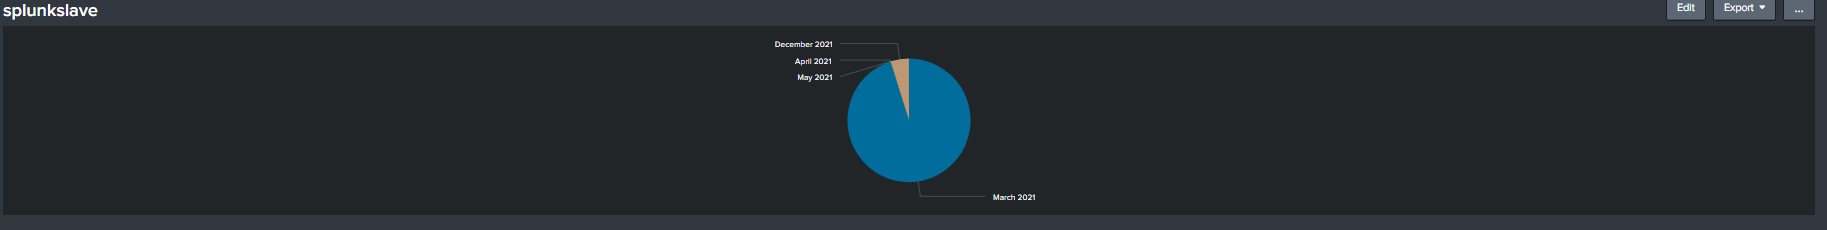 splunkslave
Edit
Export
...
December 2021
April 2021
May 2021
March 2021